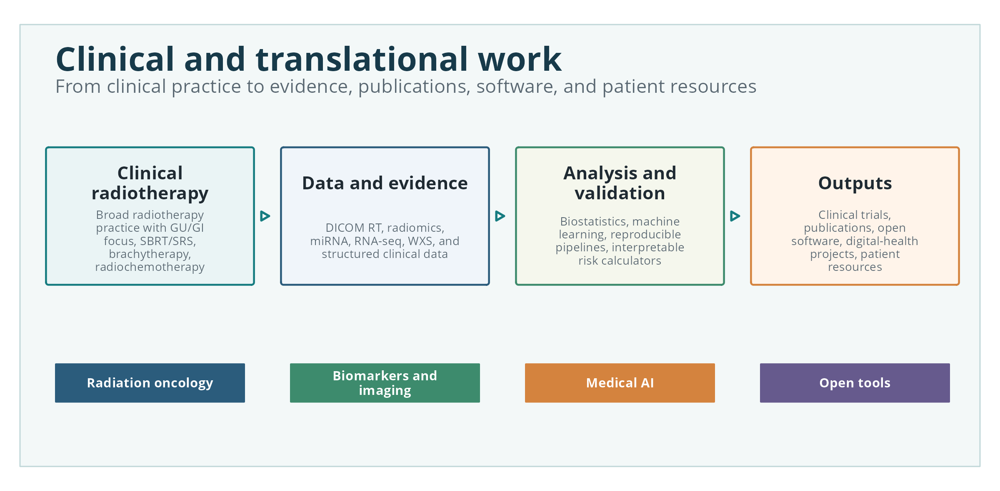 Clinical and translational work
From clinical practice to evidence, publications, software, and patient resources
Clinical
radiotherapy
Broad radiotherapy
practice with GU/GI
focus, SBRT/SRS,
brachytherapy,
radiochemotherapy
Data and evidence
DICOM RT, radiomics,
miRNA, RNA-seq, WXS, and
structured clinical data
Analysis and
validation
Biostatistics, machine
learning, reproducible
pipelines, interpretable
risk calculators
Outputs
Clinical trials,
publications, open
software, digital-health
projects, patient
resources
Radiation oncology
Biomarkers and
imaging
Medical AI
Open tools